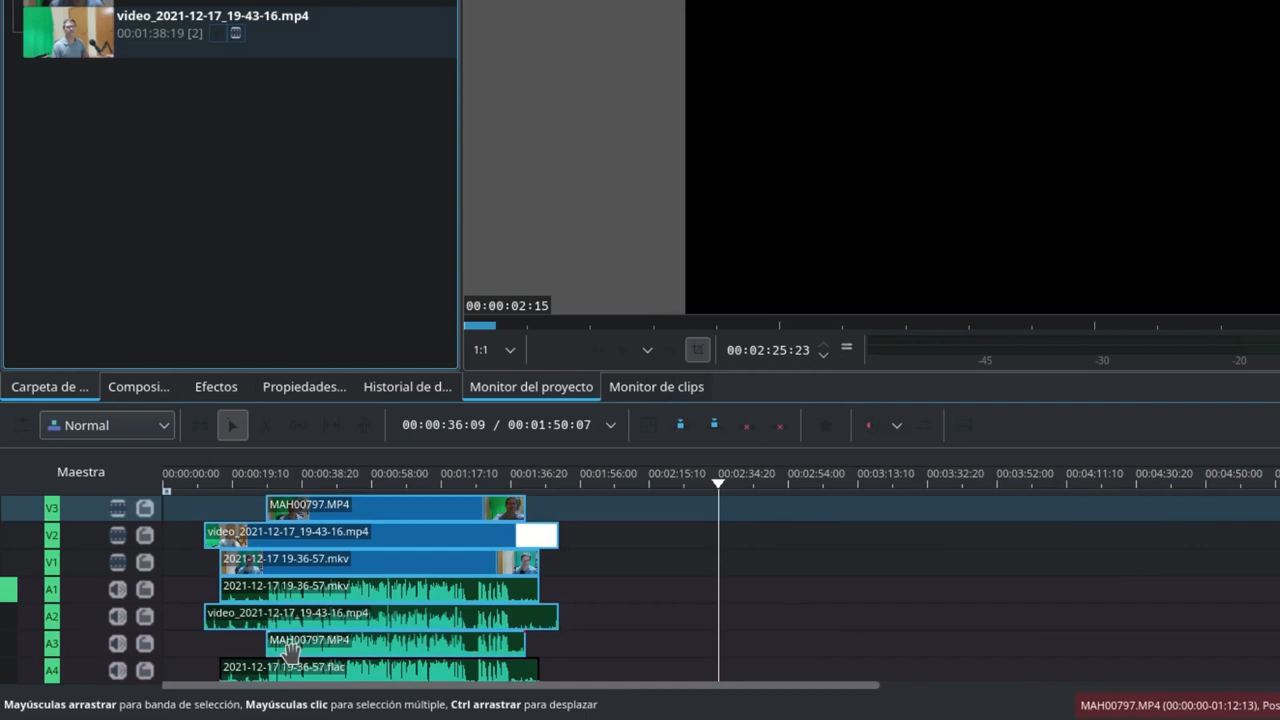 video_2021-12-17_19-43-16.mp4
00:01:38:19 [2]
00:00:02:15
1:1
00:02:25:23
-45 -30 -20
Carpeta de ... Composi... Efectos Propiedades... Historial de d... Monitor del proyecto Monitor de clips
Normal 00:00:36:09 / 00:01:50:07
Maestra 00:00:00:00 00:00:19:10 00:00:38:20 00:00:58:00 00:01:17:10 00:01:36:20 00:01:56:00 00:02:15:10 00:02:34:20 00:02:54:00 00:03:13:10 00:03:32:20 00:03:52:00 00:04:11:10 00:04:30:20 00:04:50:00
V3 MAH00797.MP4
V2 video_2021-12-17_19-43-16.mp4
V1 2021-12-17 19-36-57.mkv
A1 2021-12-17 19-36-57.mkv
A2 video_2021-12-17_19-43-16.mp4
A3 MAH00797.MP4
A4 2021-12-17 19-36-57.flac
Mayúsculas arrastrar para banda de selección, Mayúsculas clic para selección múltiple, Ctrl arrastrar para desplazar
MAH00797.MP4 (00:00:00-01:12:13), Pos